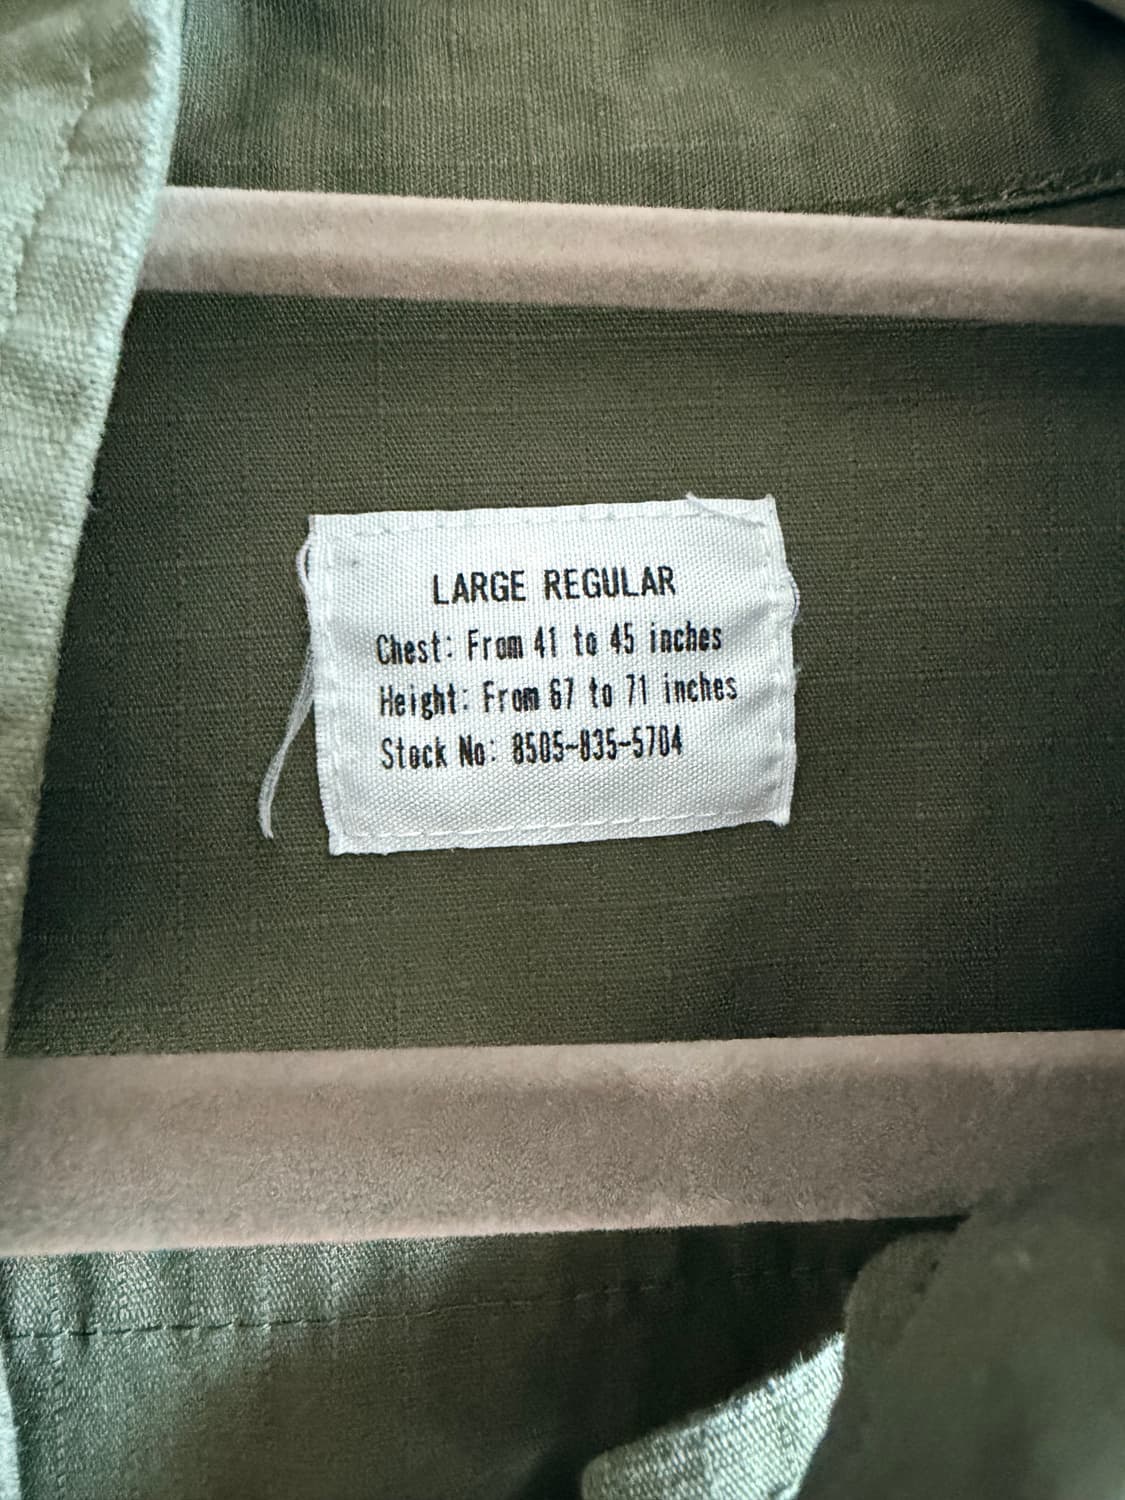 LARGE REGULAR
Chest: From 41 to 45 inches
Height: From 67 to 71 inches
Stock No: 8505-835-5704